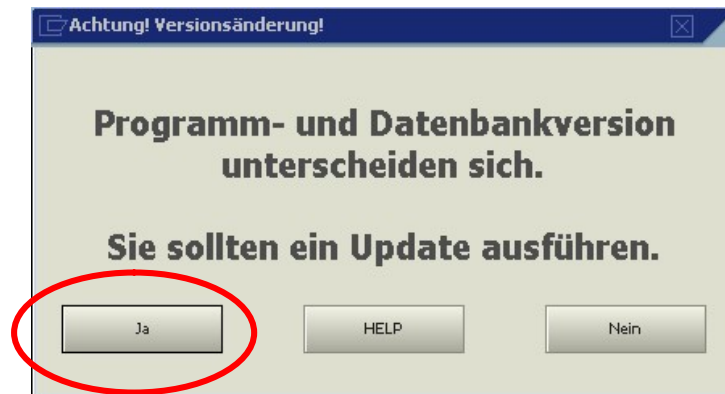 Achtung! Versionsänderung!
Programm- und Datenbankversion
unterscheiden sich.
Sie sollten ein Update ausführen.
Ja HELP Nein